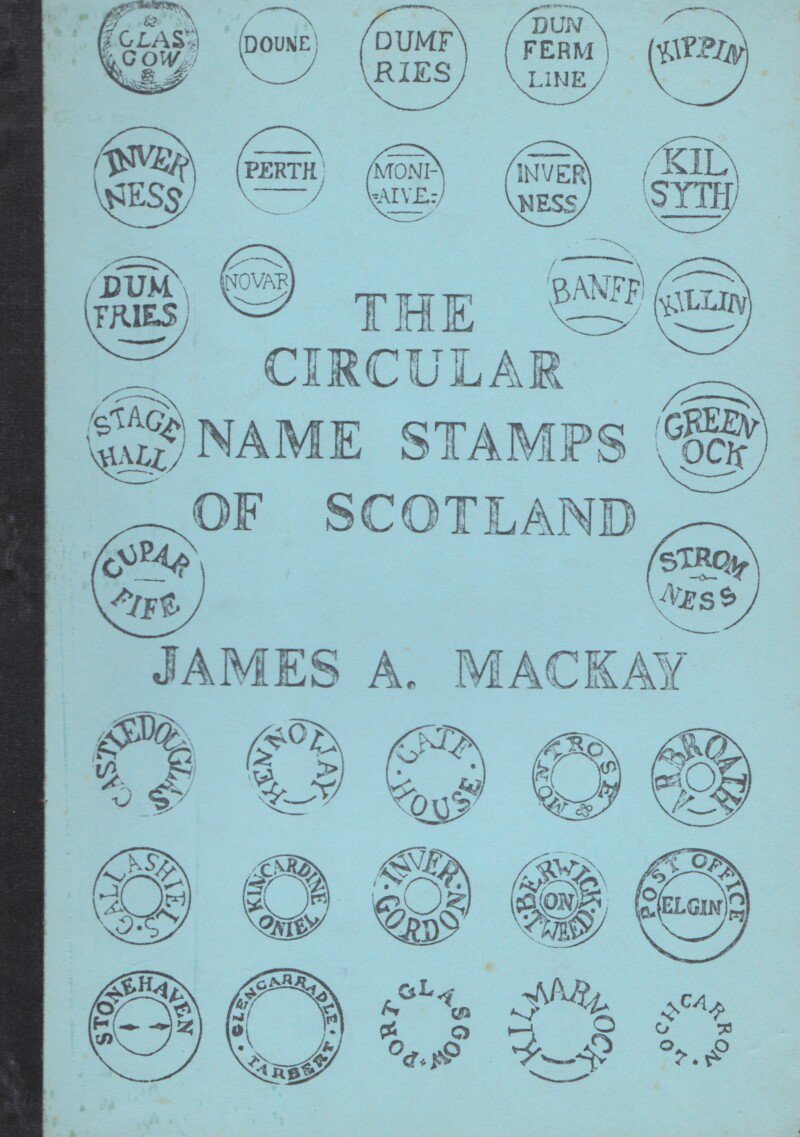 GLAS
GOW
DOUNE
DUMF
RIES
DUN
FERM
LINE
KIPPIN
INVER
NESS
PERTH
MONI-
=AIVE=
INVER
NESS
KIL
SYTH
DUM
FRIES
NOVAR
BANFF
KILLIN
THE
CIRCULAR
NAME STAMPS
OF SCOTLAND
STAGE
HALL
GREEN
OCK
CUPAR
FIFE
STROM
NESS
JAMES A. MACKAY
CASTLEDOUGLAS
KENNOWAY
· GATE ·
HOUSE
MONTROSE
ARBROATH
· GALLASHIELS ·
KINCARDINE
ONIEL
· INVER ·
GORDON
NO
· BERWICK ·
ON
TWEED
POST OFFICE
ELGIN
STONEHAVEN
· GLENCARRADLE ·
TARBERT
PORT GLASGOW
KILMARNOCK
· LOCHCARRON